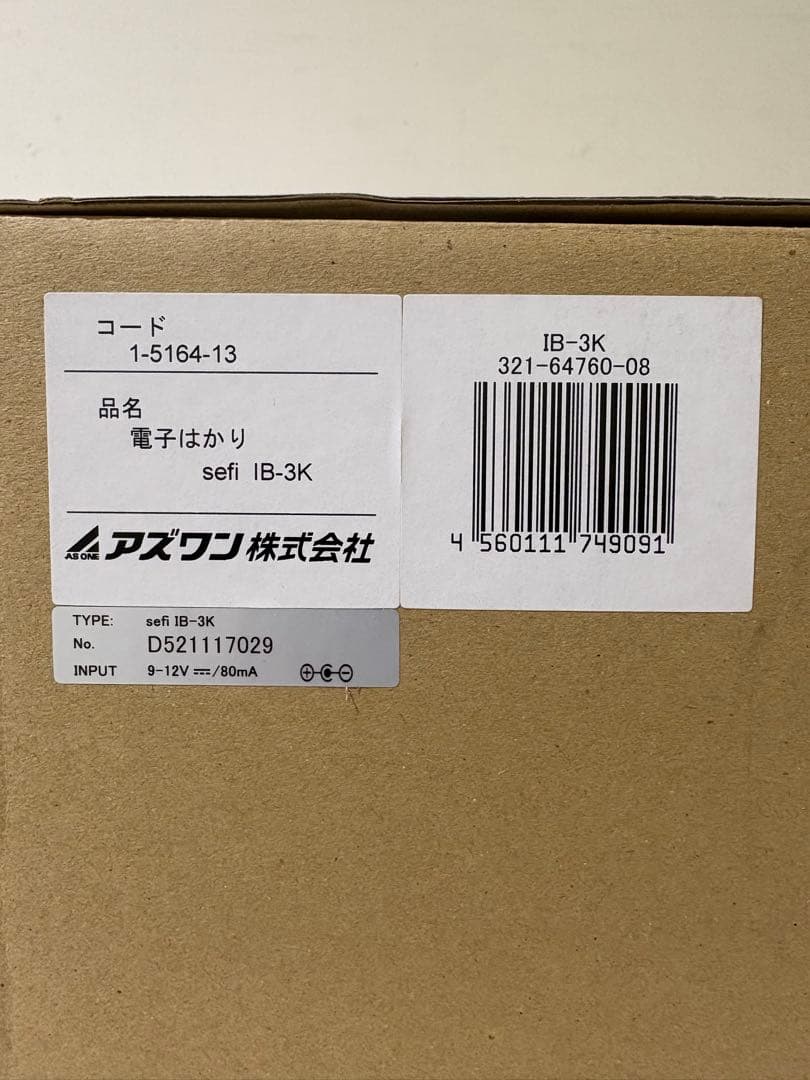 コード
1-5164-13
品名
電子はかり
sefi IB-3K
AS ONE アズワン株式会社
IB-3K
321-64760-08
4 560111 749091
TYPE: sefi IB-3K
No. D521117029
INPUT 9-12V⎓/80mA